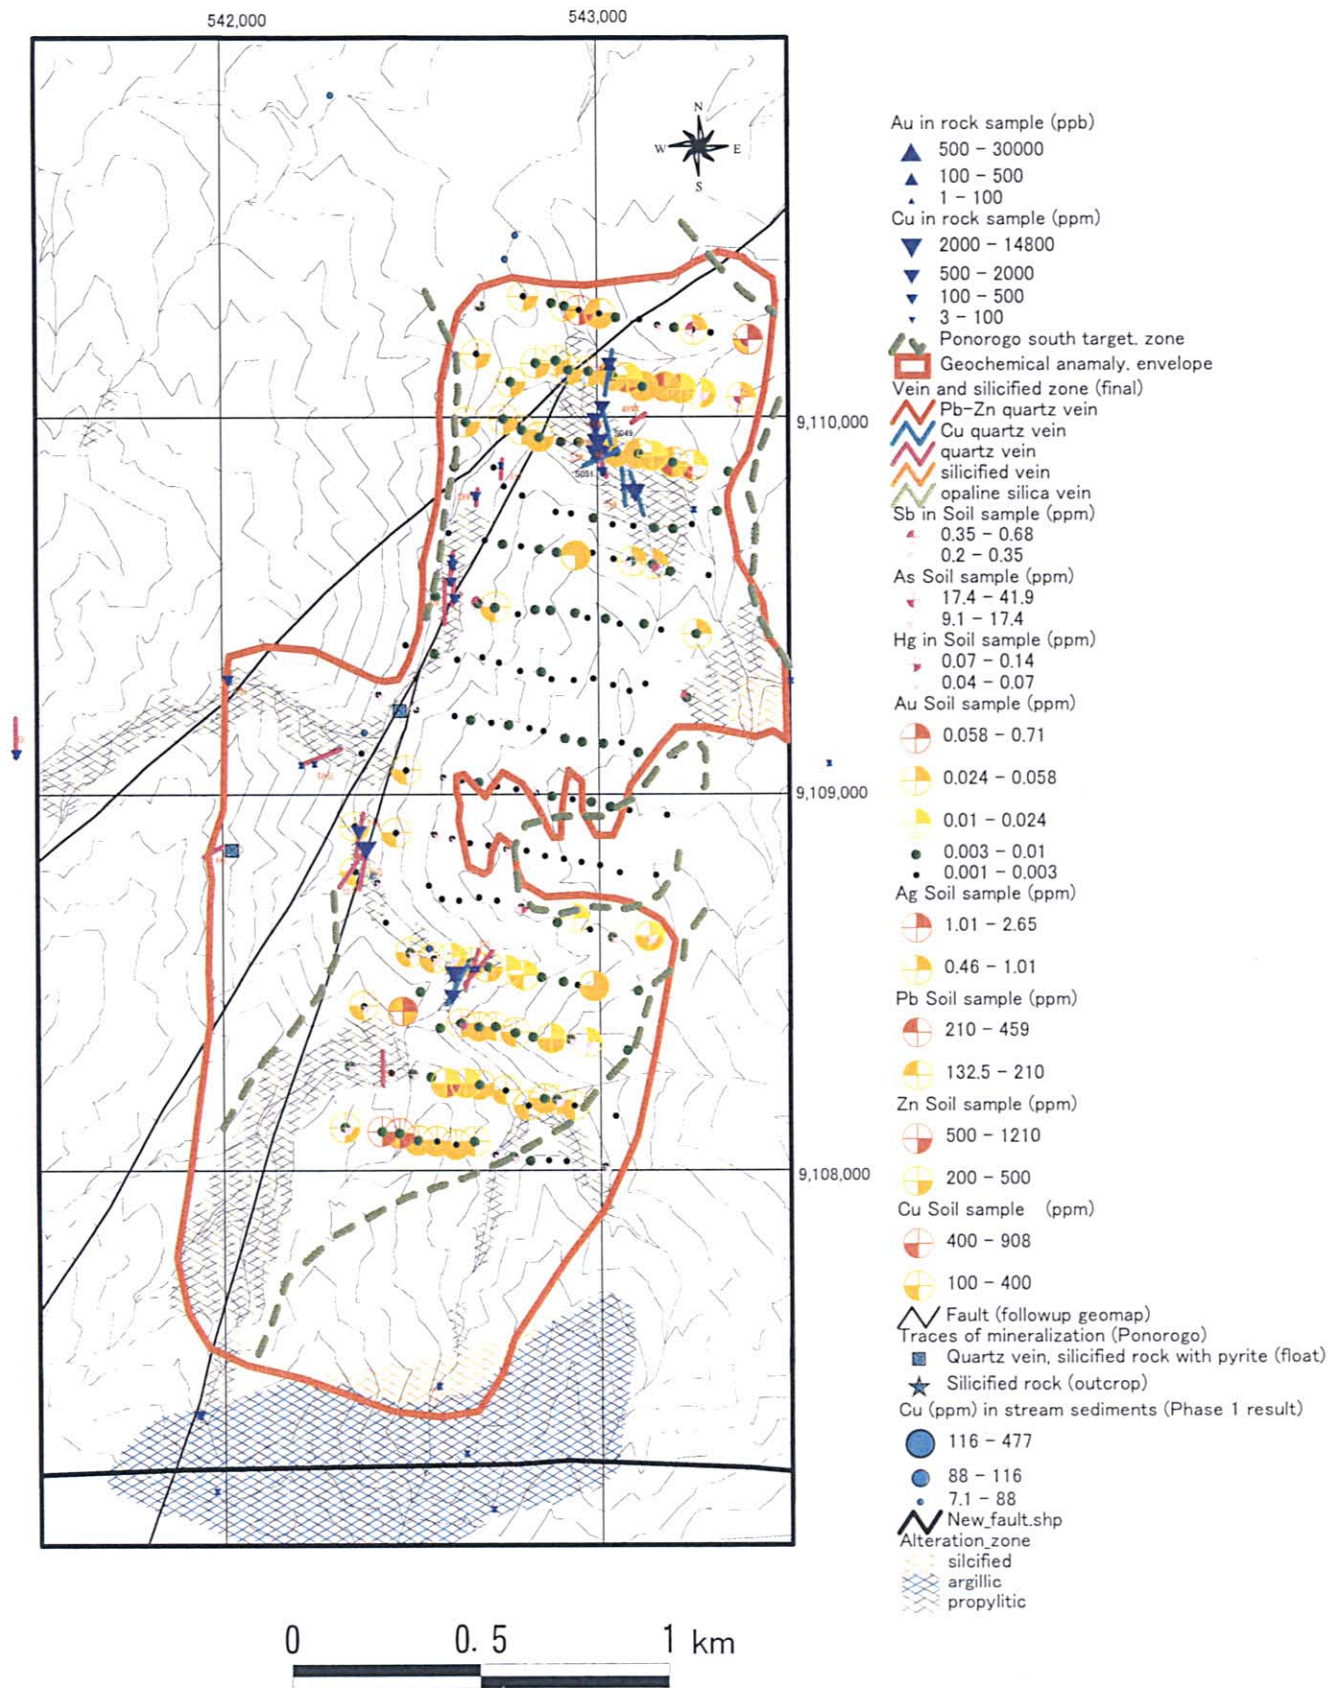 542,000
543,000
N
W E
S
9,110,000
9,109,000
9,108,000
S049
S051
Au in rock sample (ppb)
500 - 30000
100 - 500
1 - 100
Cu in rock sample (ppm)
2000 - 14800
500 - 2000
100 - 500
3 - 100
Ponorogo south target. zone
Geochemical anamaly. envelope
Vein and silicified zone (final)
Pb-Zn quartz vein
Cu quartz vein
quartz vein
silicified vein
opaline silica vein
Sb in Soil sample (ppm)
0.35 - 0.68
0.2 - 0.35
As Soil sample (ppm)
17.4 - 41.9
9.1 - 17.4
Hg in Soil sample (ppm)
0.07 - 0.14
0.04 - 0.07
Au Soil sample (ppm)
0.058 - 0.71
0.024 - 0.058
0.01 - 0.024
0.003 - 0.01
0.001 - 0.003
Ag Soil sample (ppm)
1.01 - 2.65
0.46 - 1.01
Pb Soil sample (ppm)
210 - 459
132.5 - 210
Zn Soil sample (ppm)
500 - 1210
200 - 500
Cu Soil sample (ppm)
400 - 908
100 - 400
Fault (followup geomap)
Traces of mineralization (Ponorogo)
Quartz vein, silicified rock with pyrite (float)
Silicified rock (outcrop)
Cu (ppm) in stream sediments (Phase 1 result)
116 - 477
88 - 116
7.1 - 88
New_fault.shp
Alteration_zone
silcified
argillic
propylitic
0 0. 5 1 km